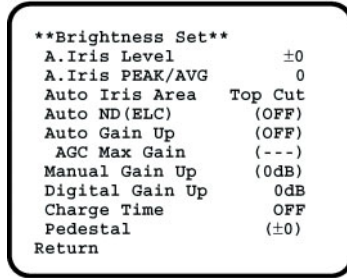 **Brightness Set**
A.Iris Level ±0
A.Iris PEAK/AVG 0
Auto Iris Area Top Cut
Auto ND(ELC) (OFF)
Auto Gain Up (OFF)
AGC Max Gain (---)
Manual Gain Up (0dB)
Digital Gain Up 0dB
Charge Time OFF
Pedestal (±0)
Return